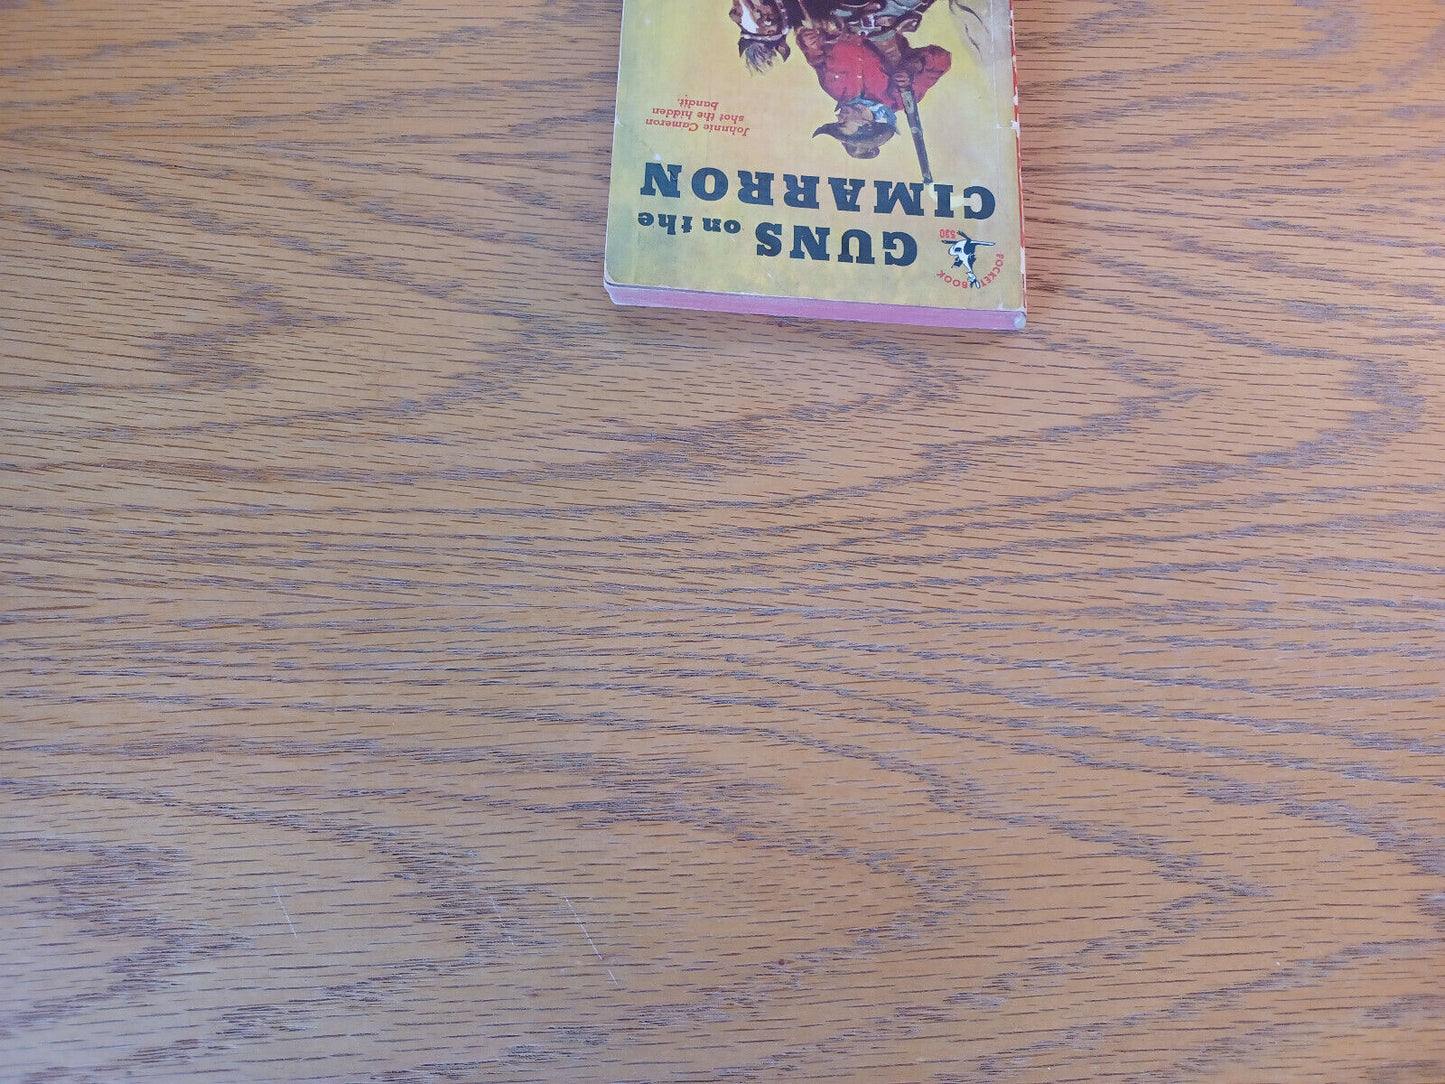 POCKET BOOK
530
GUNS on the
CIMARRON
Johnnie Cameron
shot the hidden
bandit.